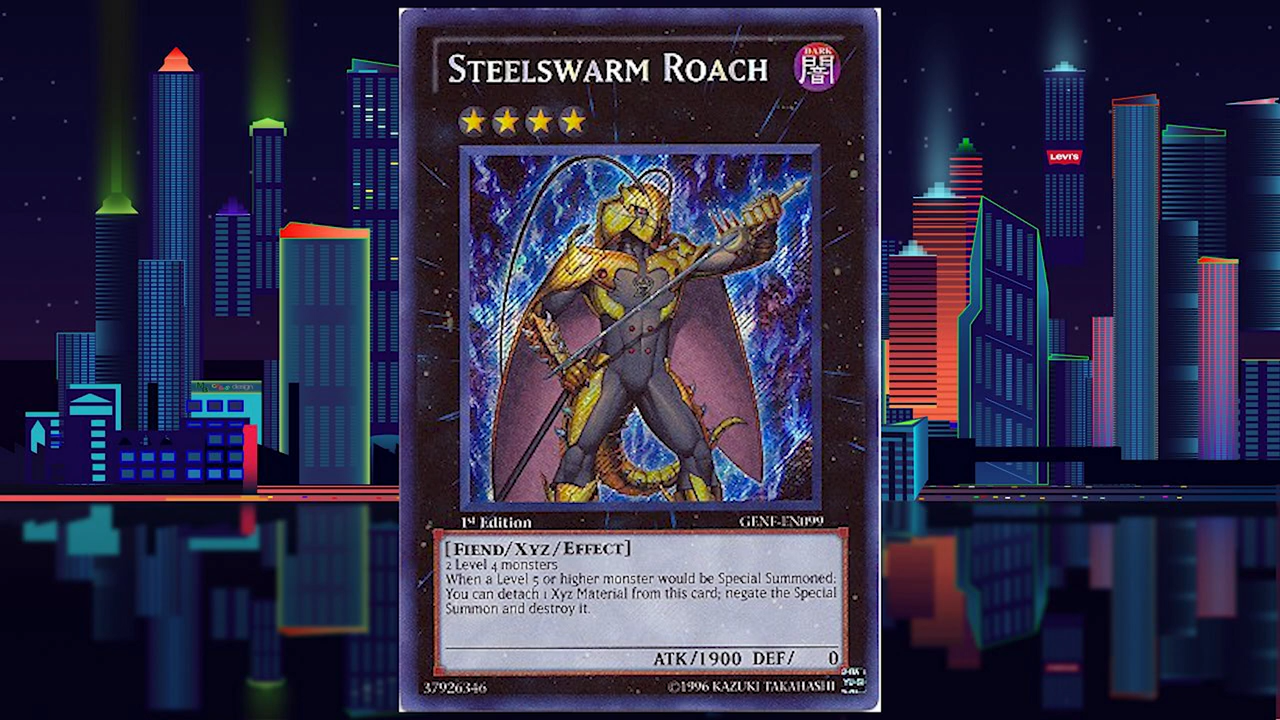 STEELSWARM ROACH
DARK
闇
LEVI'S
1st Edition
GENF-EN099
[FIEND/XYZ/EFFECT]
2 Level 4 monsters
When a Level 5 or higher monster would be Special Summoned:
You can detach 1 Xyz Material from this card; negate the Special
Summon and destroy it.
ATK/1900 DEF/ 0
37926346
©1996 KAZUKI TAKAHASHI